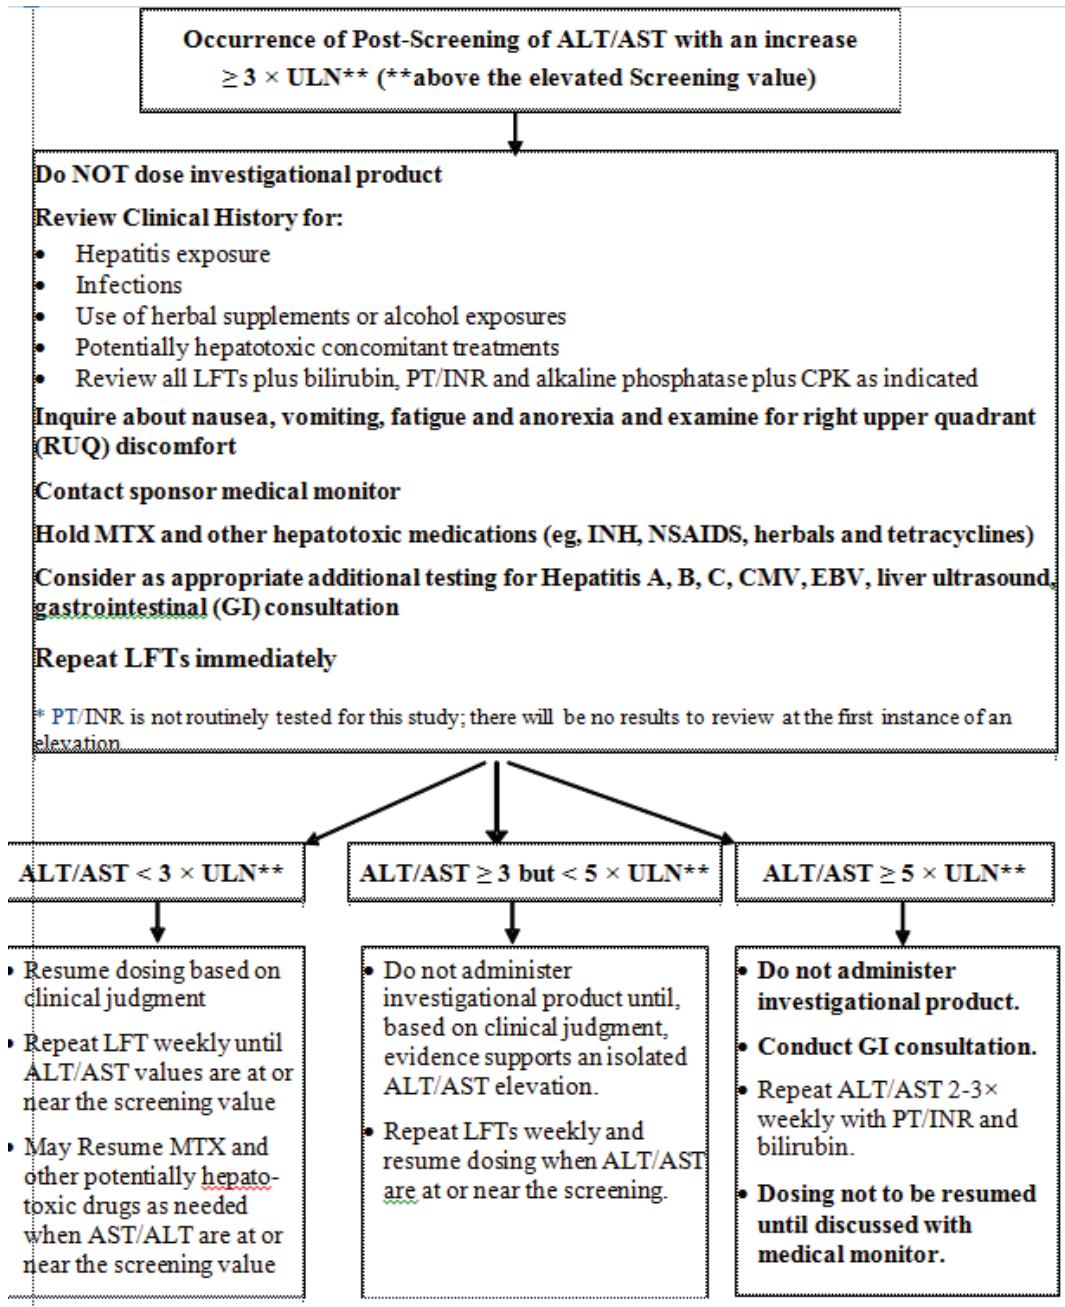 Occurrence of Post-Screening of ALT/AST with an increase
≥ 3 × ULN** (**above the elevated Screening value)
Do NOT dose investigational product
Review Clinical History for:
• Hepatitis exposure
• Infections
• Use of herbal supplements or alcohol exposures
• Potentially hepatotoxic concomitant treatments
• Review all LFTs plus bilirubin, PT/INR and alkaline phosphatase plus CPK as indicated
Inquire about nausea, vomiting, fatigue and anorexia and examine for right upper quadrant
(RUQ) discomfort
Contact sponsor medical monitor
Hold MTX and other hepatotoxic medications (eg, INH, NSAIDS, herbals and tetracyclines)
Consider as appropriate additional testing for Hepatitis A, B, C, CMV, EBV, liver ultrasound,
gastrointestinal (GI) consultation
Repeat LFTs immediately
* PT/INR is not routinely tested for this study; there will be no results to review at the first instance of an
elevation
ALT/AST < 3 × ULN**
• Resume dosing based on
clinical judgment
• Repeat LFT weekly until
ALT/AST values are at or
near the screening value
• May Resume MTX and
other potentially hepato-
toxic drugs as needed
when AST/ALT are at or
near the screening value
ALT/AST ≥ 3 but < 5 × ULN**
• Do not administer
investigational product until,
based on clinical judgment,
evidence supports an isolated
ALT/AST elevation.
• Repeat LFTs weekly and
resume dosing when ALT/AST
are at or near the screening.
ALT/AST ≥ 5 × ULN**
• Do not administer
investigational product.
• Conduct GI consultation.
• Repeat ALT/AST 2-3×
weekly with PT/INR and
bilirubin.
• Dosing not to be resumed
until discussed with
medical monitor.